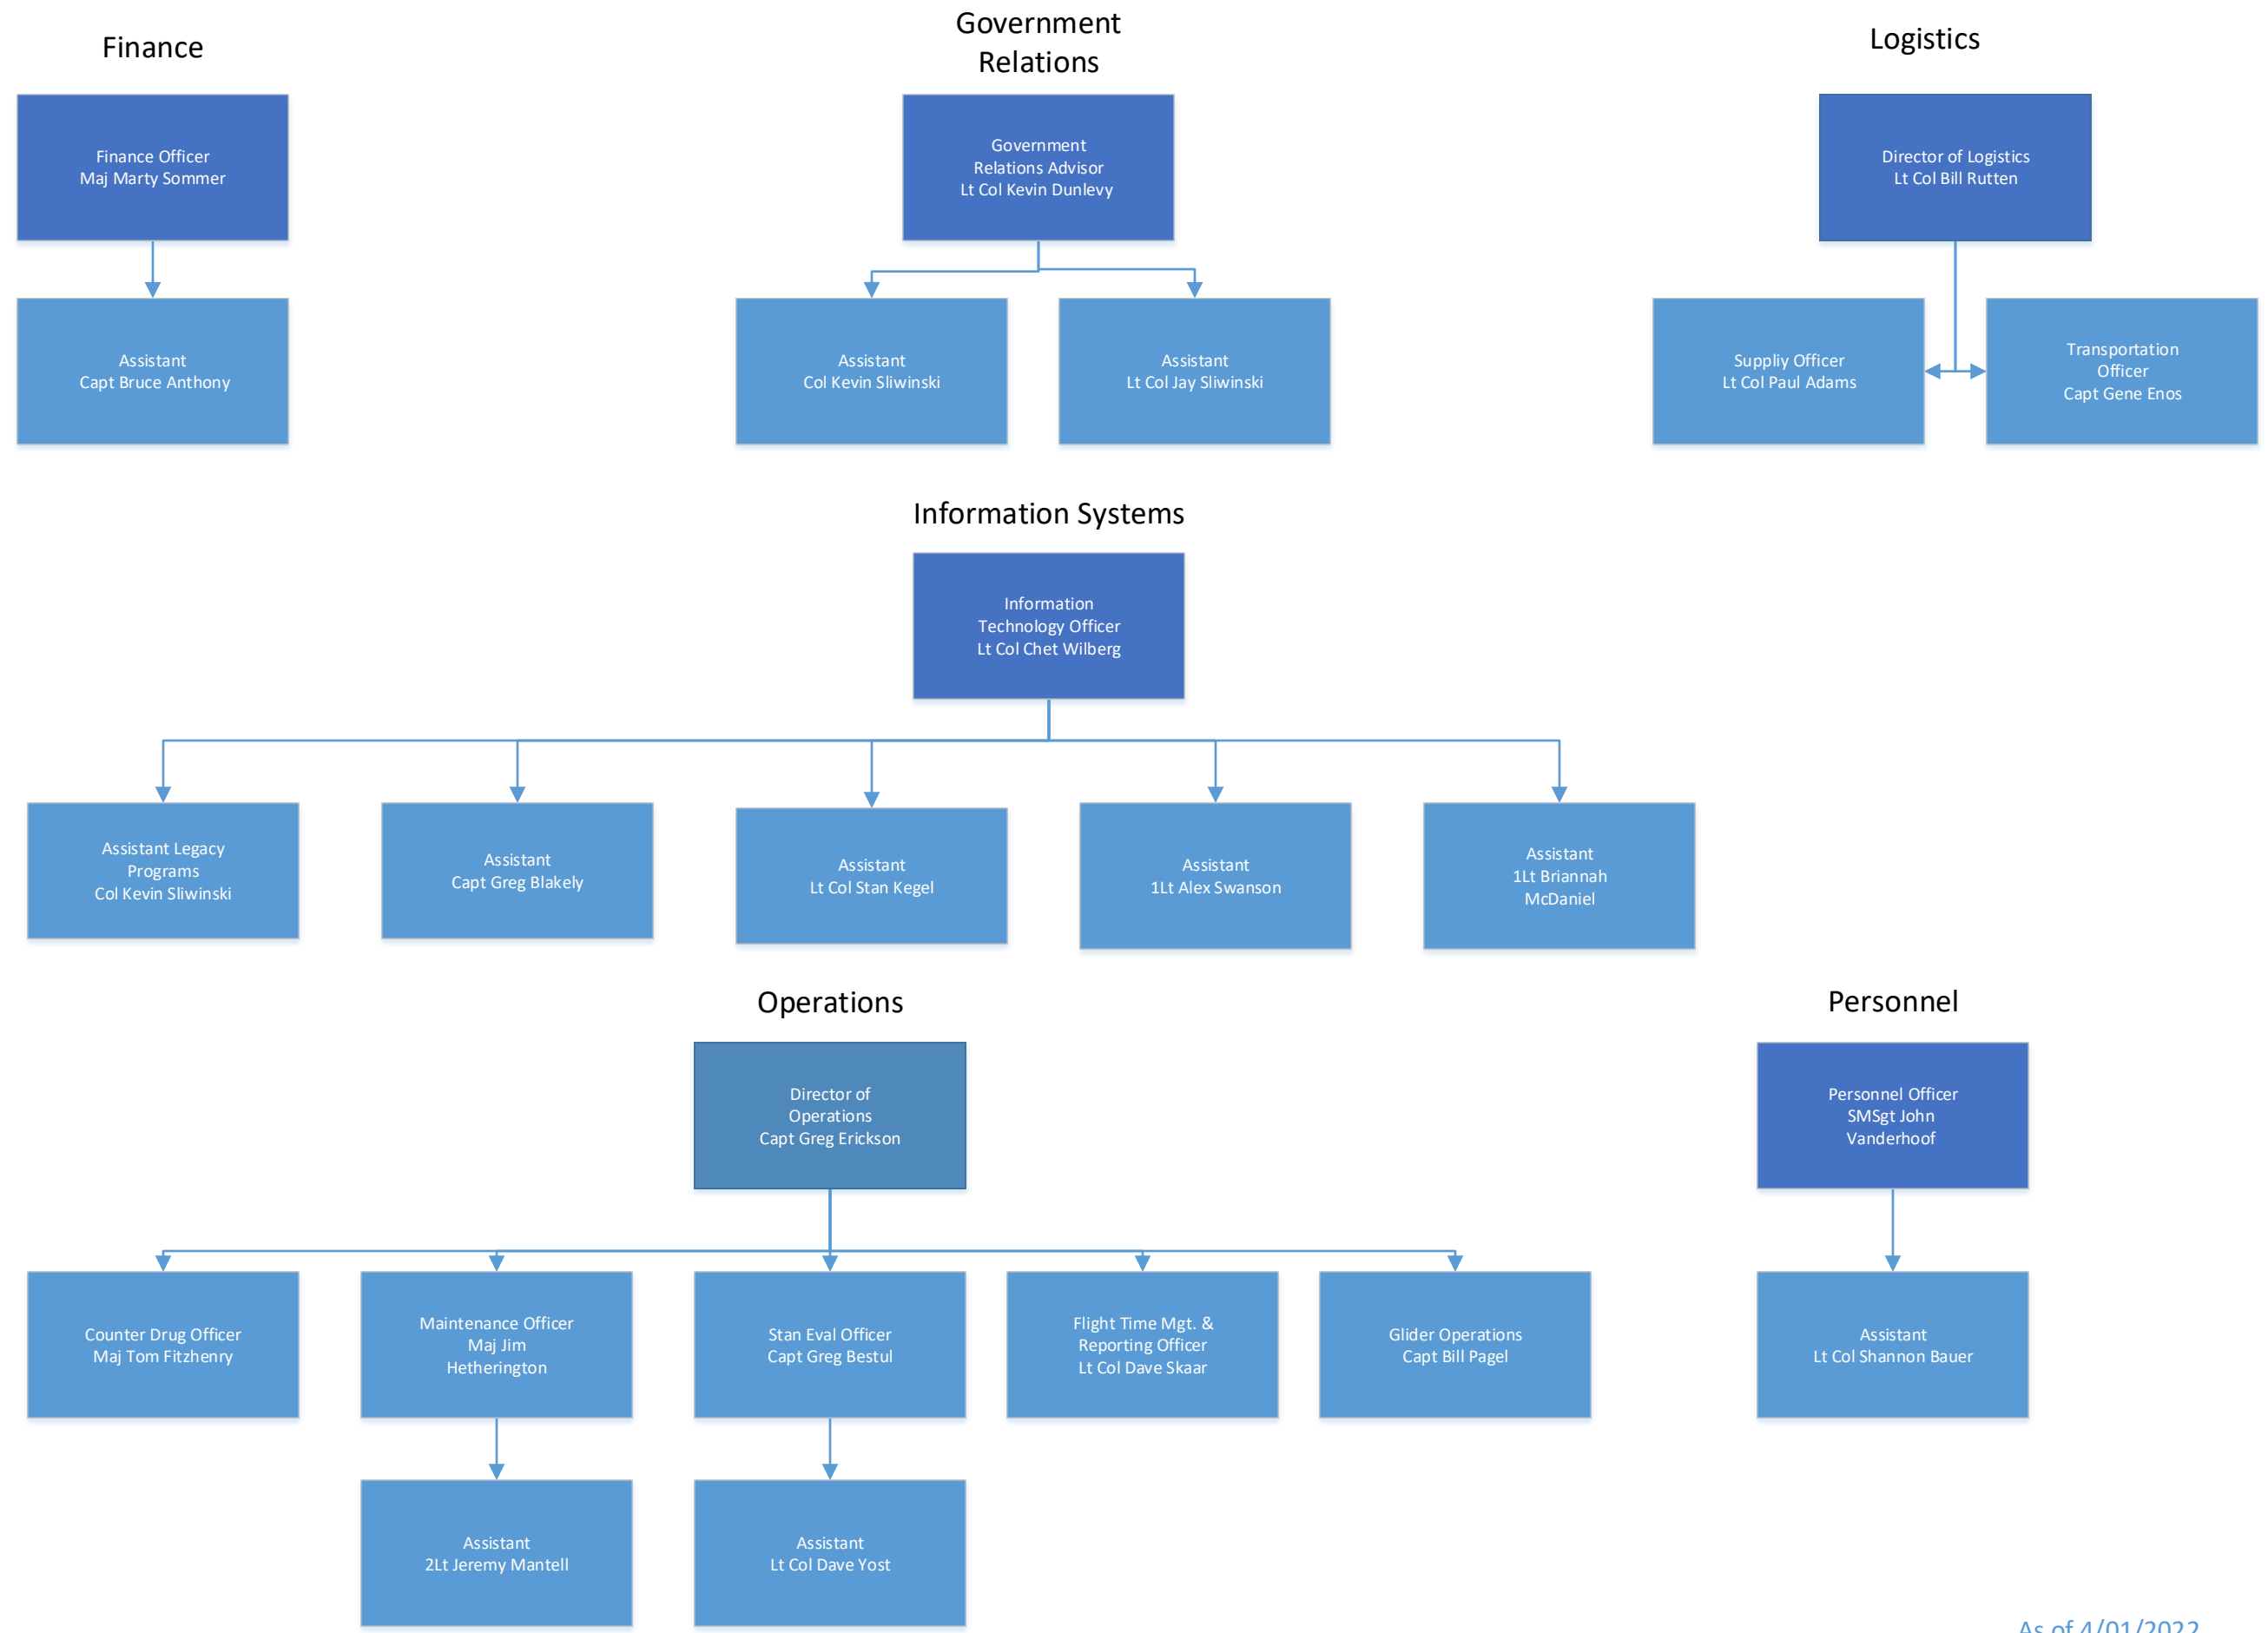 Finance
Government
Relations
Logistics
Finance Officer
Maj Marty Sommer
Government
Relations Advisor
Lt Col Kevin Dunlevy
Director of Logistics
Lt Col Bill Rutten
Assistant
Capt Bruce Anthony
Assistant
Col Kevin Sliwinski
Assistant
Lt Col Jay Sliwinski
Suppliy Officer
Lt Col Paul Adams
Transportation
Officer
Capt Gene Enos
Information Systems
Information
Technology Officer
Lt Col Chet Wilberg
Assistant Legacy
Programs
Col Kevin Sliwinski
Assistant
Capt Greg Blakely
Assistant
Lt Col Stan Kegel
Assistant
1Lt Alex Swanson
Assistant
1Lt Briannah
McDaniel
Operations
Personnel
Director of
Operations
Capt Greg Erickson
Personnel Officer
SMSgt John
Vanderhoof
Counter Drug Officer
Maj Tom Fitzhenry
Maintenance Officer
Maj Jim
Hetherington
Stan Eval Officer
Capt Greg Bestul
Flight Time Mgt. &
Reporting Officer
Lt Col Dave Skaar
Glider Operations
Capt Bill Pagel
Assistant
Lt Col Shannon Bauer
Assistant
2Lt Jeremy Mantell
Assistant
Lt Col Dave Yost
As of 4/01/2022